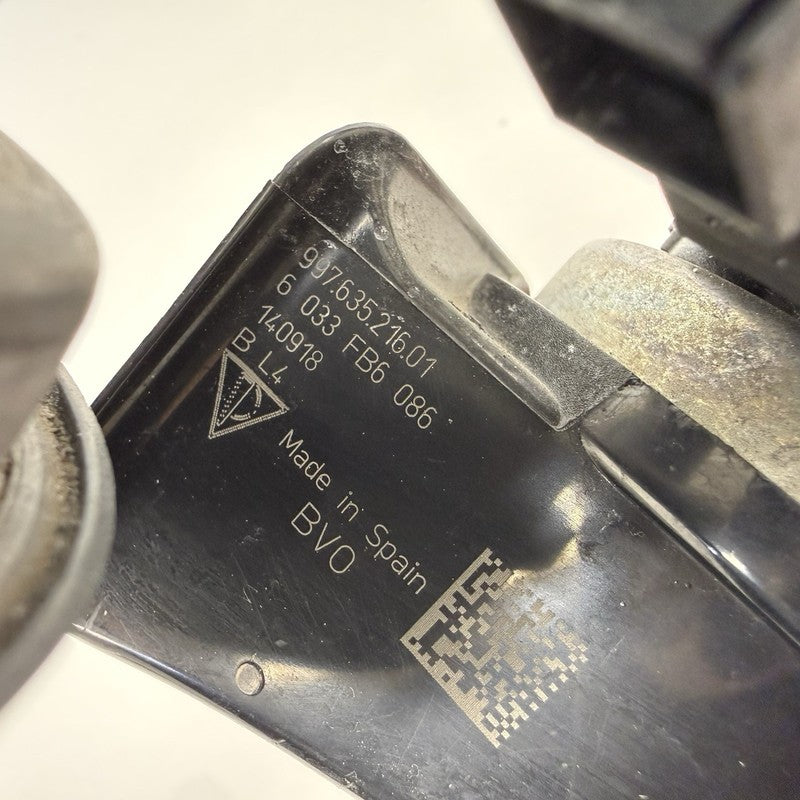 997.635.216.01
6 033 FB6 086
140918
B L4
Made in Spain
BVO